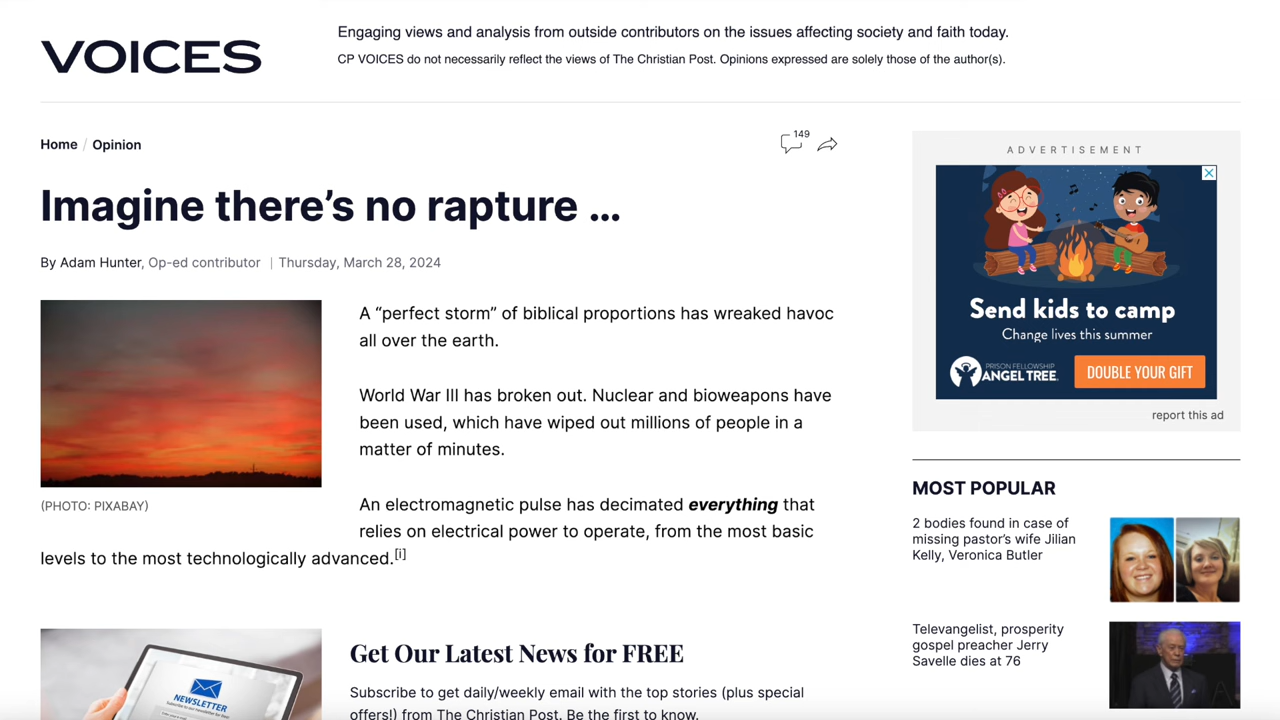 VOICES
Engaging views and analysis from outside contributors on the issues affecting society and faith today.
CP VOICES do not necessarily reflect the views of The Christian Post. Opinions expressed are solely those of the author(s).
Home / Opinion
149
Imagine there’s no rapture ...
By Adam Hunter, Op-ed contributor | Thursday, March 28, 2024
(PHOTO: PIXABAY)
A “perfect storm” of biblical proportions has wreaked havoc
all over the earth.
World War III has broken out. Nuclear and bioweapons have
been used, which have wiped out millions of people in a
matter of minutes.
An electromagnetic pulse has decimated everything that
relies on electrical power to operate, from the most basic
levels to the most technologically advanced.[i]
NEWSLETTER
Get Our Latest News for FREE
Subscribe to get daily/weekly email with the top stories (plus special
offers!) from The Christian Post. Be the first to know.
ADVERTISEMENT
Send kids to camp
Change lives this summer
PRISON FELLOWSHIP
ANGEL TREE
DOUBLE YOUR GIFT
report this ad
MOST POPULAR
2 bodies found in case of
missing pastor’s wife Jilian
Kelly, Veronica Butler
Televangelist, prosperity
gospel preacher Jerry
Savelle dies at 76